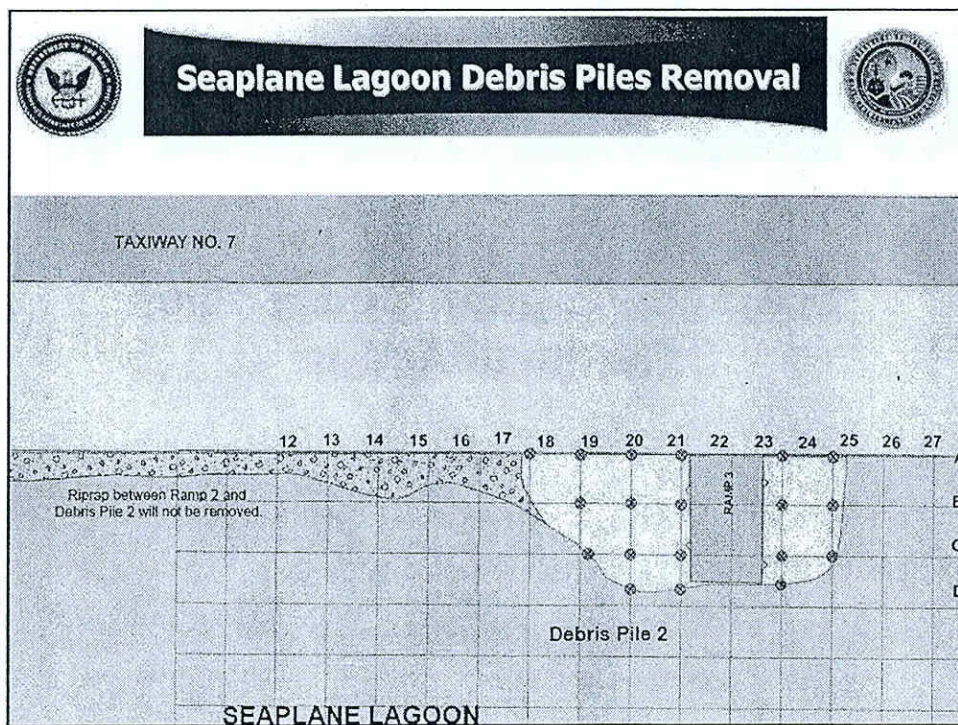 Seaplane Lagoon Debris Piles Removal
TAXIWAY NO. 7
12 13 14 15 16 17 18 19 20 21 22 23 24 25 26 27
A
Riprap between Ramp 2 and
Debris Pile 2 will not be removed.
RAMP 3
Debris Pile 2
SEAPLANE LAGOON